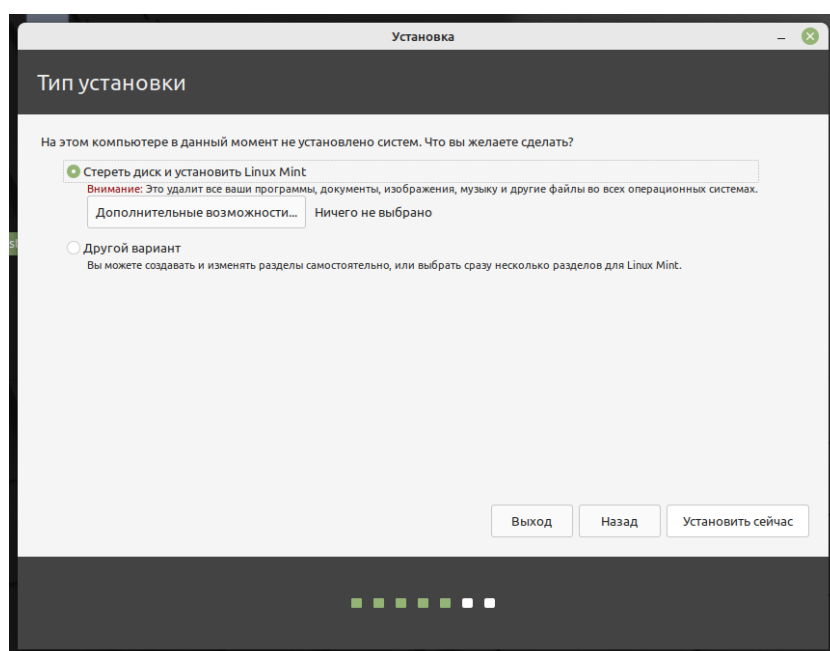 Установка
Тип установки
На этом компьютере в данный момент не установлено систем. Что вы желаете сделать?
Стереть диск и установить Linux Mint
Внимание: Это удалит все ваши программы, документы, изображения, музыку и другие файлы во всех операционных системах.
Дополнительные возможности... Ничего не выбрано
Другой вариант
Вы можете создавать и изменять разделы самостоятельно, или выбрать сразу несколько разделов для Linux Mint.
Выход Назад Установить сейчас